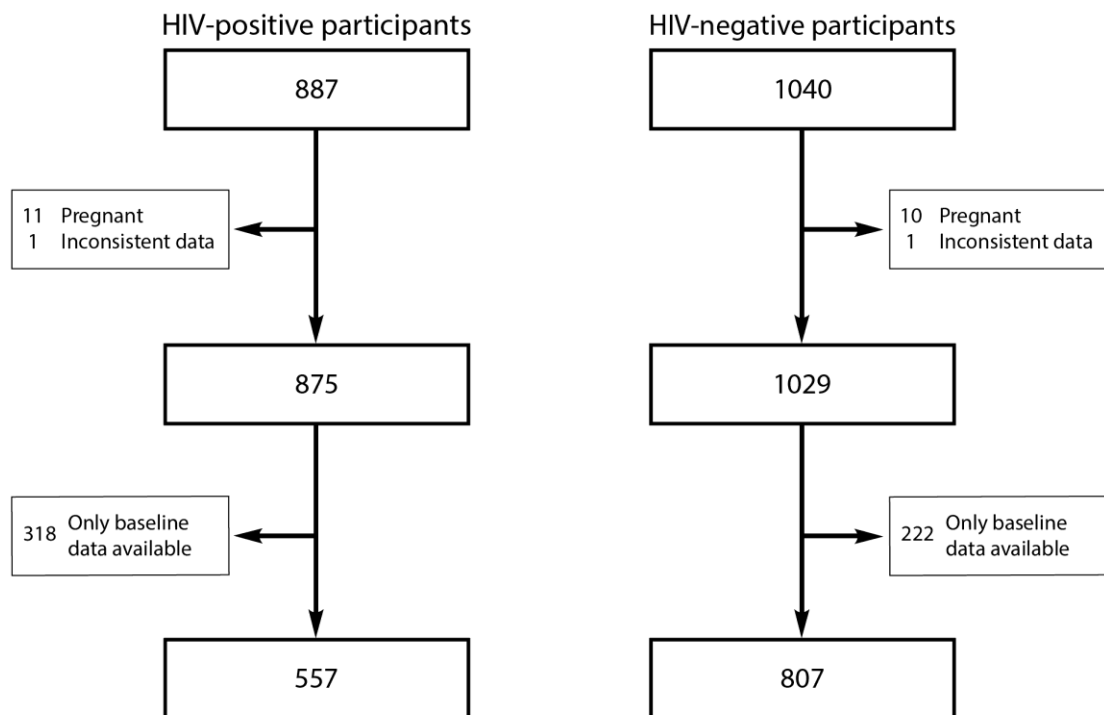 HIV-positive participants
887
11 Pregnant
1 Inconsistent data
875
318 Only baseline
data available
557
HIV-negative participants
1040
10 Pregnant
1 Inconsistent data
1029
222 Only baseline
data available
807